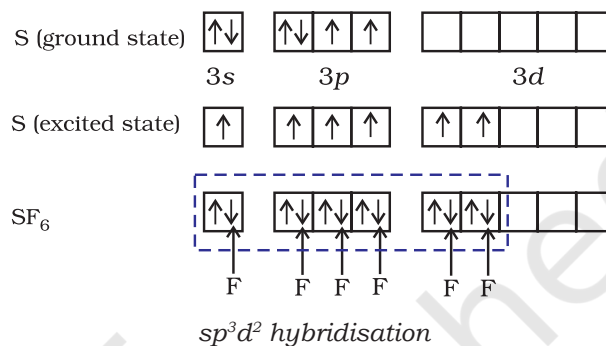 S (ground state)
3s 3p 3d
S (excited state)
SF₆
F F F F F F
sp³d² hybridisation